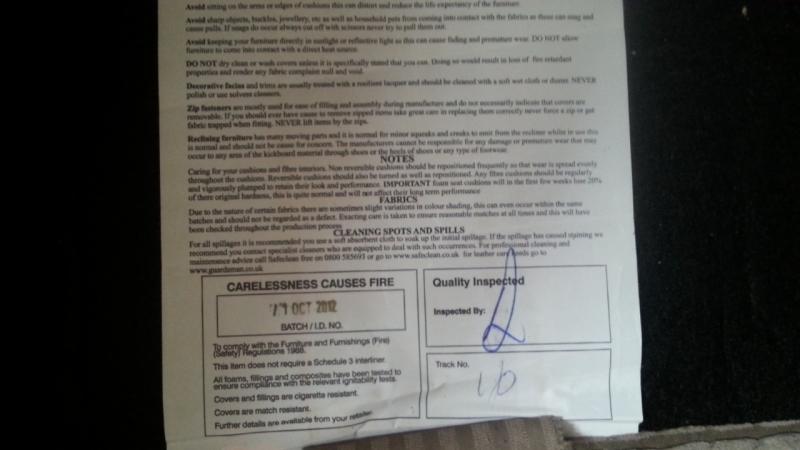 Avoid sitting on the arms or edges of cushions this can distort and reduce the life expectancy of the furniture.
Avoid sharp objects, buckles, jewellery, etc as well as household pets from coming into contact with the fabrics as these can snag and
cause pulls. If snags do occur always cut off with scissors never try to pull them out.
Avoid keeping your furniture directly in sunlight or reflective light as this can cause fading and premature wear. DO NOT allow
furniture to come into contact with a direct heat source.
DO NOT dry clean or wash covers unless it is specifically stated that you can. Doing so would result in loss of fire retardant
properties and render any fabric complaint null and void.
Decorative facias and trims are usually treated with a resilient lacquer and should be cleaned with a soft wet cloth or duster. NEVER
polish or use solvent cleaners.
Zip fasteners are mostly used for ease of filling and assembly during manufacture and do not necessarily indicate that covers are
removable. If you should ever have cause to remove zipped items take great care in replacing them correctly never force a zip or get
fabric trapped when fitting. NEVER lift items by the zips.
Reclining furniture has many moving parts and it is normal for minor squeaks and creaks to emit from the recliner whilst in use this
is normal and should not be cause for concern. The manufacturers cannot be responsible for any damage or premature wear that may
occur to any area of the kickboard material through shoes or the heels of shoes or any type of footwear.
NOTES
Caring for your cushions and fibre interiors. Non reversible cushions should be repositioned frequently so that wear is spread evenly
throughout the cushions. Reversible cushions should also be turned as well as repositioned. Any fibre cushions should be regularly
and vigorously plumped to retain their look and performance. IMPORTANT foam seat cushions will in the first few weeks lose 20%
of there original hardness, this is quite normal and will not affect their long term performance
FABRICS
Due to the nature of certain fabrics there are sometimes slight variations in colour shading, this can even occur within the same
batches and should not be regarded as a defect. Exacting care is taken to ensure reasonable matches at all times and this will have
been checked throughout the production process
CLEANING SPOTS AND SPILLS
For all spillages it is recommended you use a soft absorbent cloth to soak up the initial spillage. If the spillage has caused staining we
recommend you contact specialist cleaners who are equipped to deal with such occurrences. For professional cleaning and
maintenance advice call Safeclean free on 0800 585693 or go to www.safeclean.co.uk for leather care needs go to
www.guardsman.co.uk
CARELESSNESS CAUSES FIRE
OCT 2012
BATCH / I.D. NO.
To comply with the Furniture and Furnishings (Fire)
(Safety) Regulations 1988.
This item does not require a Schedule 3 interliner.
All foams, fillings and composites have been tested to
ensure compliance with the relevant ignitability tests.
Covers and fillings are cigarette resistant.
Covers are match resistant.
Further details are available from your retailer
Quality Inspected
Inspected By:
Track No.
16